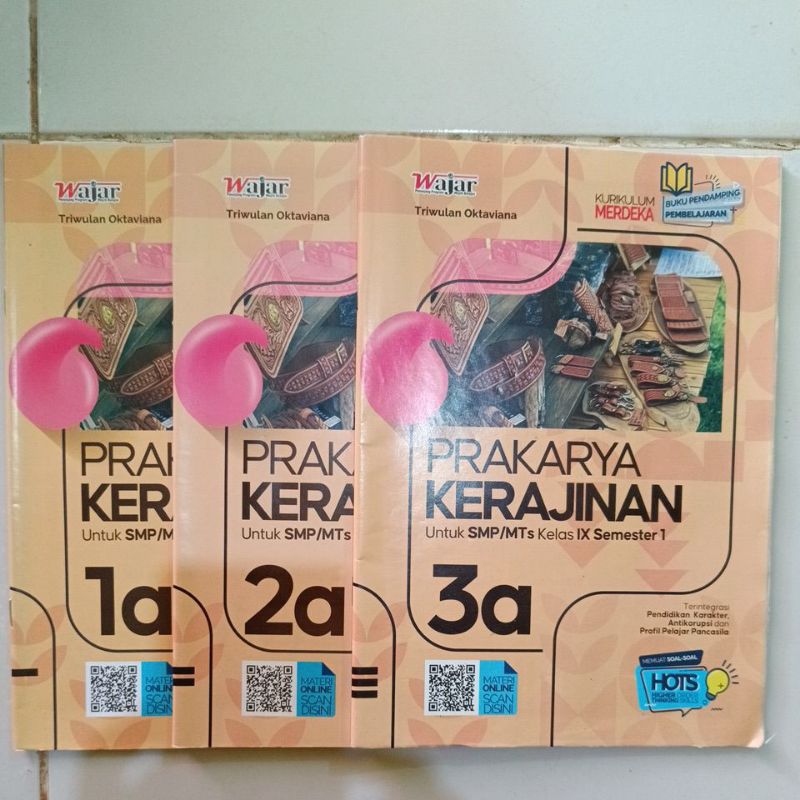 Wajar
Triwulan Oktaviana
PRAK
KERA
Untuk SMP/M
1a
MATERI
ONLINE
SCAN
DISINI
Wajar
Triwulan Oktaviana
PRAKA
KERA
Untuk SMP/MTs
2a
MATERI
ONLINE
SCAN
DISINI
Wajar
Triwulan Oktaviana
KURIKULUM
MERDEKA
BUKU PENDAMPING
PEMBELAJARAN
PRAKARYA
KERAJINAN
Untuk SMP/MTs Kelas IX Semester 1
3a
Terintegrasi
Pendidikan Karakter,
Antikorupsi dan
Profil Pelajar Pancasila
MATERI
ONLINE
SCAN
DISINI
MEMUAT SOAL-SOAL
HOTS
HIGHER ORDER
THINKING SKILLS